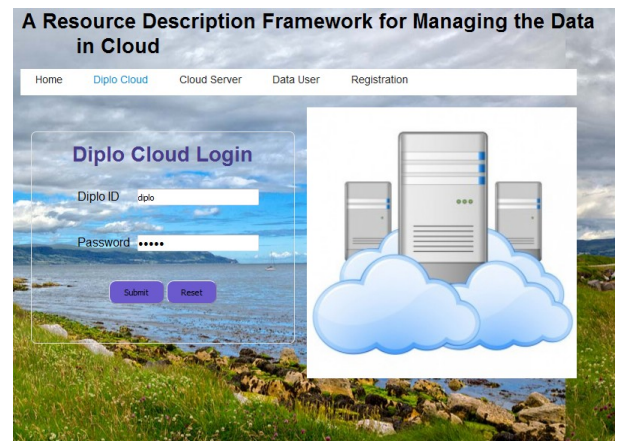 A Resource Description Framework for Managing the Data
in Cloud
Home Diplo Cloud Cloud Server Data User Registration
Diplo Cloud Login
Diplo ID diplo
Password •••••
Submit Reset